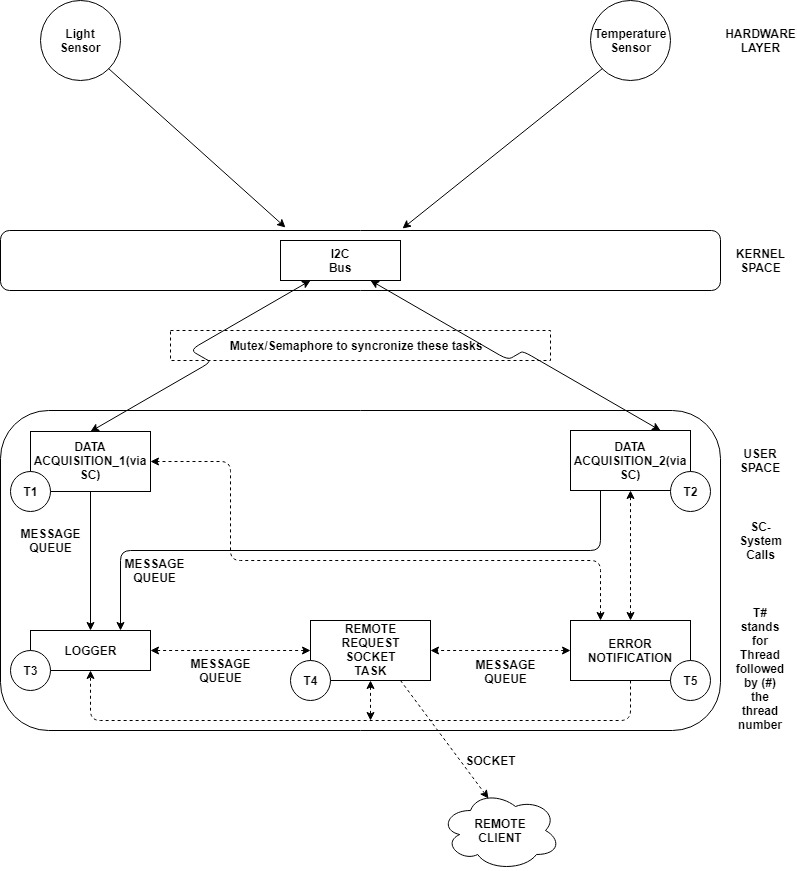 Light
Sensor
Temperature
Sensor
HARDWARE
LAYER
I2C
Bus
KERNEL
SPACE
Mutex/Semaphore to syncronize these tasks
DATA
ACQUISITION_1(via
SC)
T1
DATA
ACQUISITION_2(via
SC)
T2
USER
SPACE
MESSAGE
QUEUE
MESSAGE
QUEUE
SC-
System
Calls
LOGGER
T3
MESSAGE
QUEUE
REMOTE
REQUEST
SOCKET
TASK
T4
MESSAGE
QUEUE
ERROR
NOTIFICATION
T5
T#
stands
for
Thread
followed
by (#)
the
thread
number
SOCKET
REMOTE
CLIENT